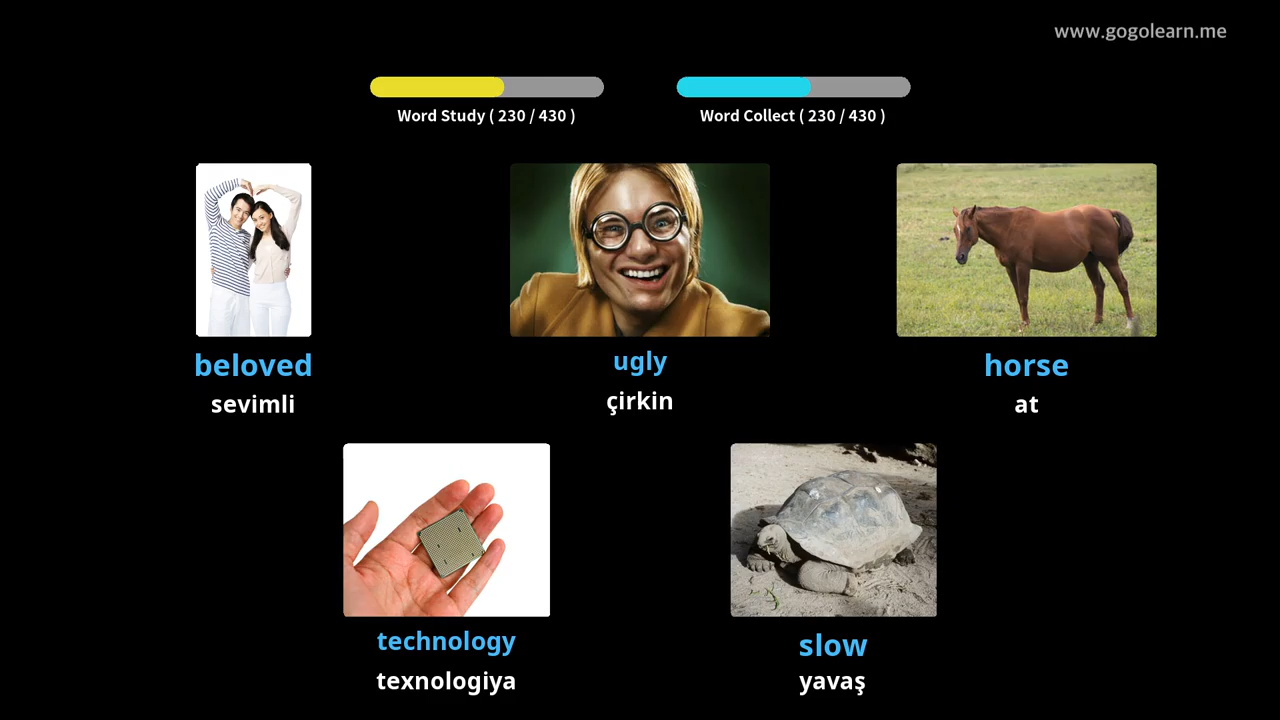 www.gogolearn.me
Word Study ( 230 / 430 )
Word Collect ( 230 / 430 )
beloved
sevimli
ugly
çirkin
horse
at
technology
texnologiya
slow
yavaş